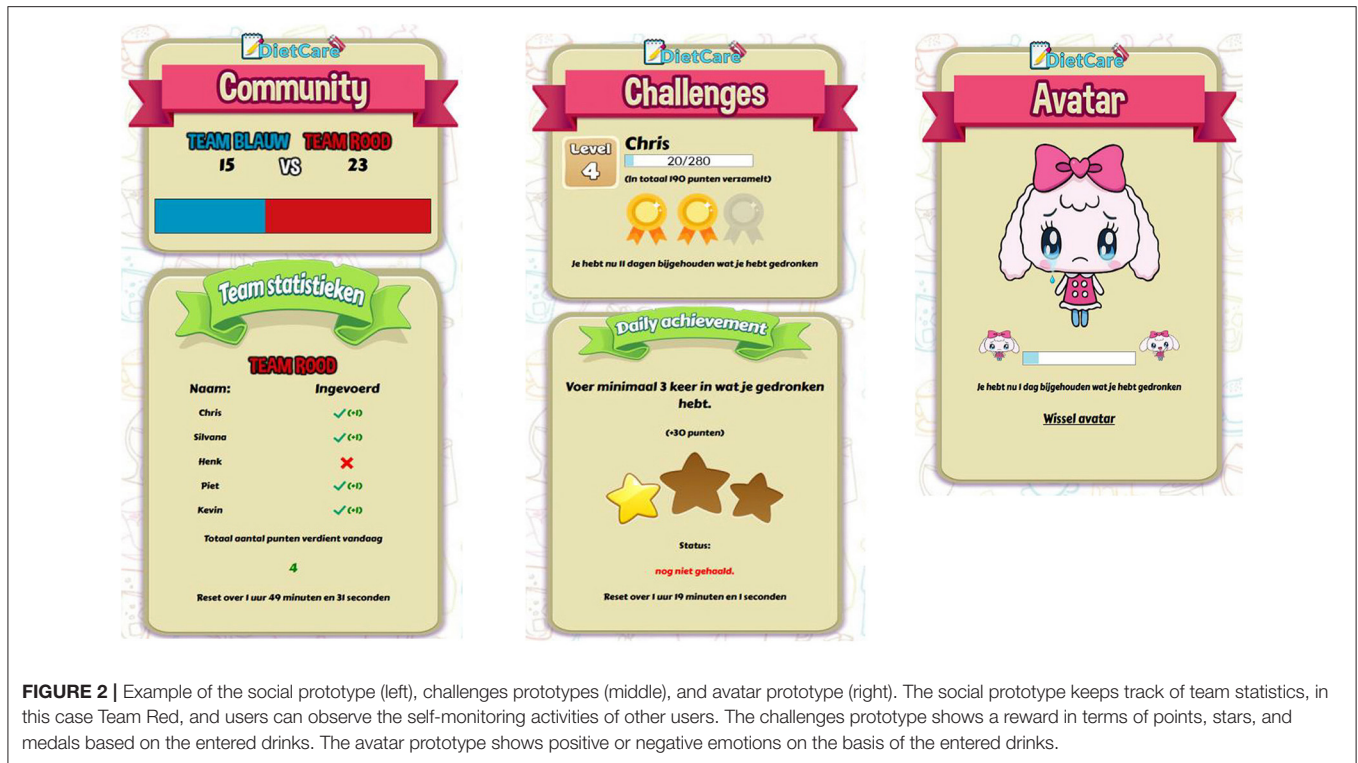 DietCare
Community
TEAM BLAUW TEAM ROOD
15 VS 23
Team statistieken
TEAM ROOD
Naam: Ingevoerd
Chris (+1)
Silvana (+1)
Henk
Piet (+1)
Kevin (+1)
Totaal aantal punten verdient vandaag
4
Reset over 1 uur 49 minuten en 31 seconden
DietCare
Challenges
Level
4
Chris
20/280
(In totaal 190 punten verzamelt)
Je hebt nu 11 dagen bijgehouden wat je hebt gedronken
Daily achievement
Voer minimaal 3 keer in wat je gedronken
hebt.
(+30 punten)
Status:
nog niet gehaald.
Reset over 1 uur 19 minuten en 1 seconden
DietCare
Avatar
Je hebt nu 1 dag bijgehouden wat je hebt gedronken
Wissel avatar
FIGURE 2 | Example of the social prototype (left), challenges prototypes (middle), and avatar prototype (right). The social prototype keeps track of team statistics, in
this case Team Red, and users can observe the self-monitoring activities of other users. The challenges prototype shows a reward in terms of points, stars, and
medals based on the entered drinks. The avatar prototype shows positive or negative emotions on the basis of the entered drinks.